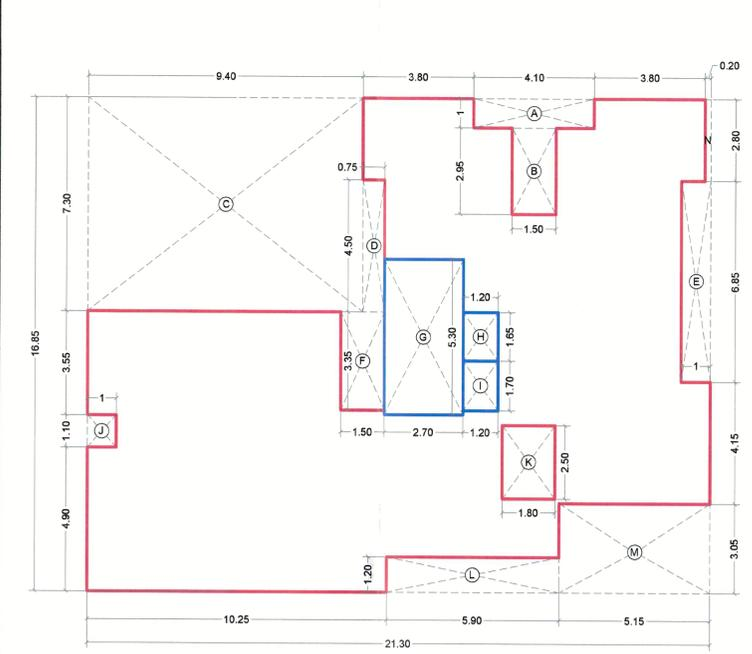 0.20
9.40 3.80 4.10 3.80
A
1
N
2.80
B
2.95
0.75
1.50
7.30
C
4.50
D
E
6.85
1.20
G
5.30
H
1.65
16.85
3.55
F
3.35
1
I
1.70
1
J
1.10
1.50 2.70 1.20
4.15
K
2.50
1.80
4.90
M
3.05
1.20
L
10.25 5.90 5.15
21.30